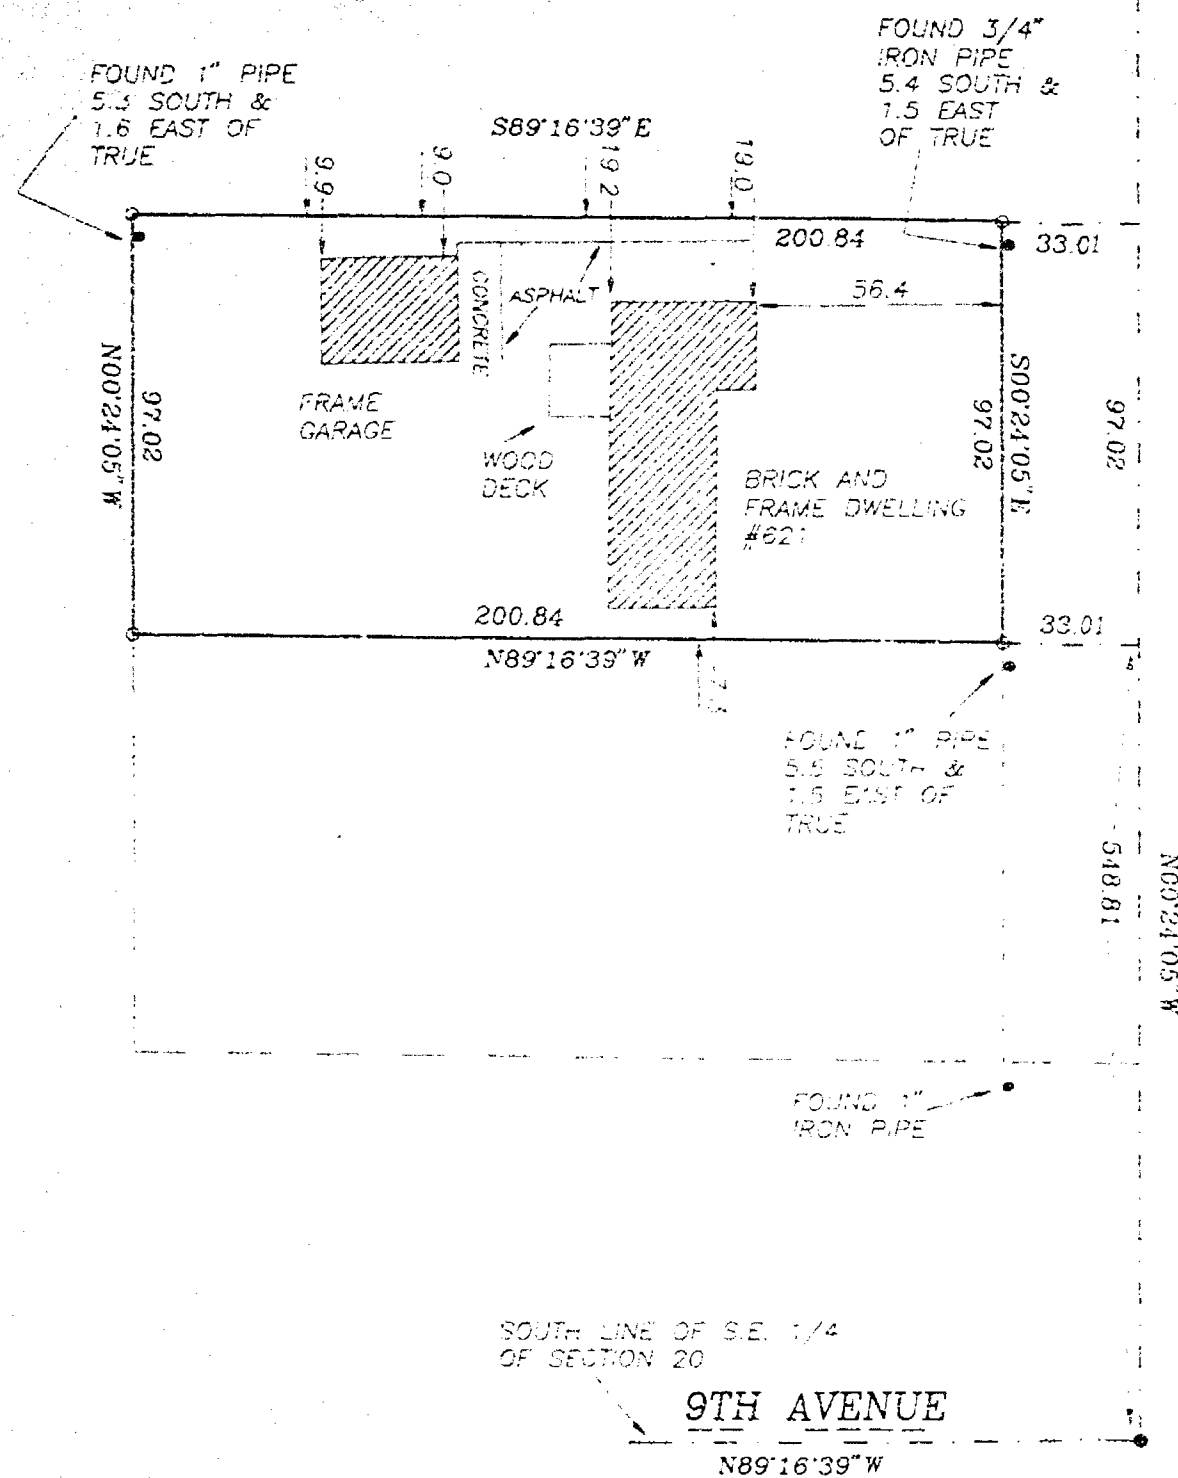 FOUND 3/4"
IRON PIPE
5.4 SOUTH &
1.5 EAST
OF TRUE
FOUND 1" PIPE
SOUTH &
1.6 EAST OF
TRUE
S89°16'39"E
9.9
9.0
19.2
19.0
200.84
33.01
56.4
CONCRETE
ASPHALT
N00°24'05"W
97.02
FRAME
GARAGE
WOOD
DECK
BRICK AND
FRAME DWELLING
#621
97.02
S00°24'05"E
97.02
200.84
33.01
N89°16'39"W
FOUND 1" PIPE
SOUTH &
1.5 EAST OF
TRUE
548.81
N00°24'05"W
FOUND 1"
IRON PIPE
SOUTH LINE OF S.E. 1/4
OF SECTION 20
9TH AVENUE
N89°16'39"W